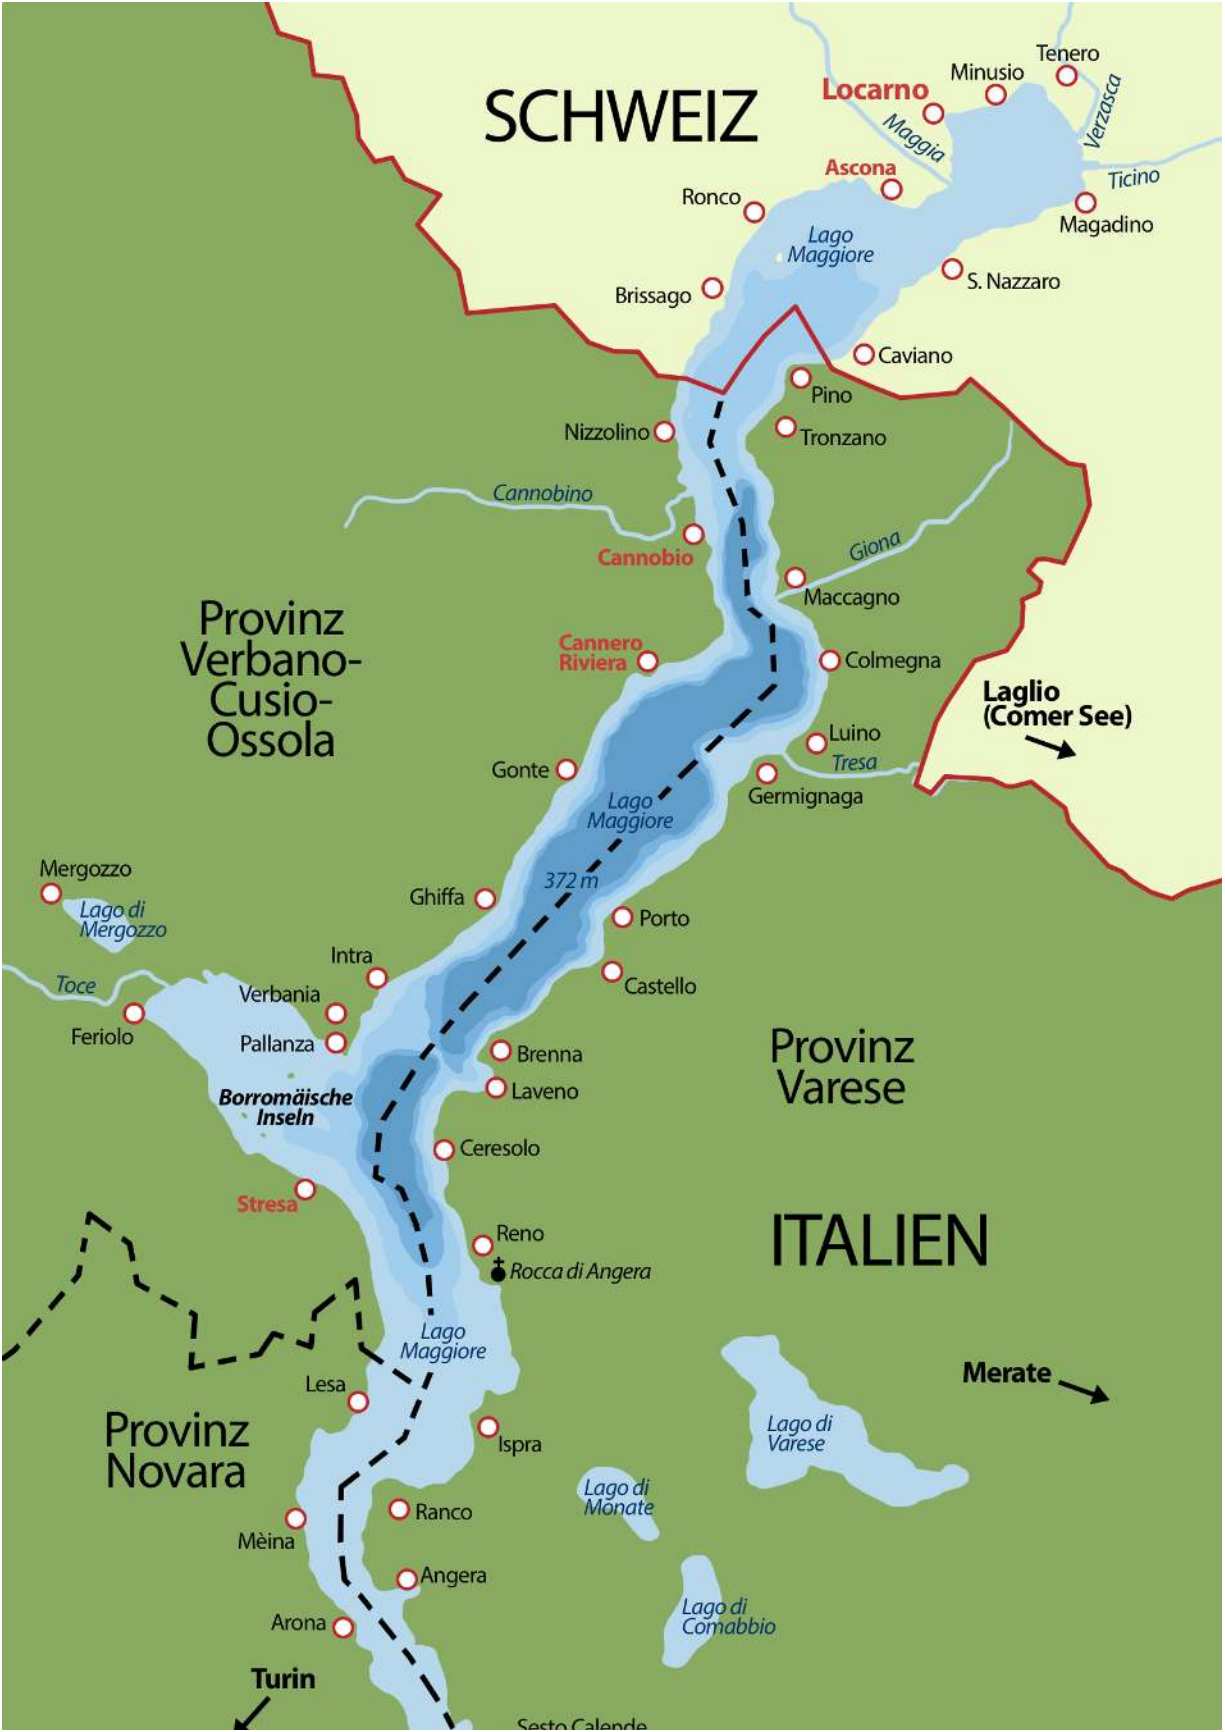 Tenero
Minusio
SCHWEIZ
Locarno
Verzasca
Maggia
Ascona
Ticino
Ronco
Magadino
Lago
Maggiore
S. Nazzaro
Brissago
Caviano
Pino
Nizzolino
Tronzano
Cannobino
Giona
Cannobio
Maccagno
Provinz
Verbano-
Cusio-
Ossola
Cannero
Riviera
Colmegna
Laglio
(Comer See)
Luino
Tresa
Gonte
Germignaga
Lago
Maggiore
Mergozzo
372 m
Ghiffa
Lago di
Mergozzo
Porto
Intra
Toce
Verbania
Castello
Feriolo
Pallanza
Provinz
Varese
Brenna
Laveno
Borromäische
Inseln
Ceresolo
Stresa
Reno
ITALIEN
Rocca di Angera
Lago
Maggiore
Merate
Lesa
Provinz
Novara
Lago di
Varese
Ispra
Lago di
Monate
Ranco
Mèina
Angera
Lago di
Comabbio
Arona
Turin
Sesto Calende